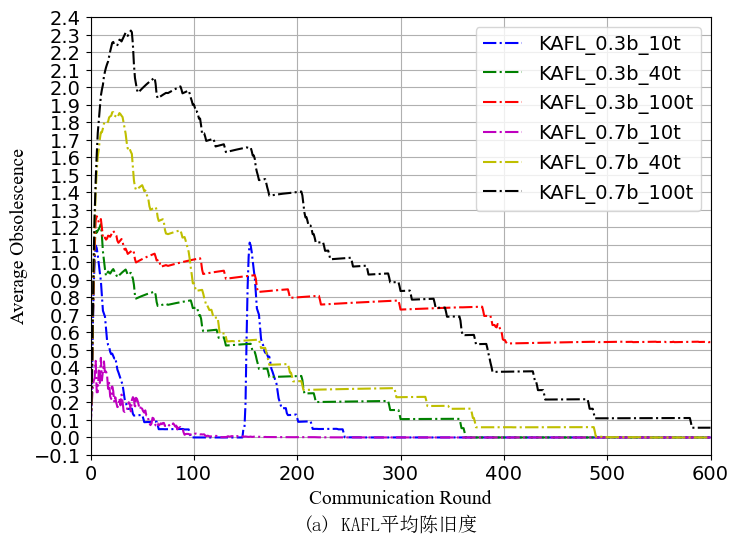 2.4
2.3
2.2
2.1
2.0
1.9
1.8
1.7
1.6
1.5
1.4
1.3
1.2
1.1
1.0
0.9
0.8
0.7
0.6
0.5
0.4
0.3
0.2
0.1
0.0
−0.1
Average Obsolescence
KAFL_0.3b_10t
KAFL_0.3b_40t
KAFL_0.3b_100t
KAFL_0.7b_10t
KAFL_0.7b_40t
KAFL_0.7b_100t
0 100 200 300 400 500 600
Communication Round
(a) KAFL平均陈旧度